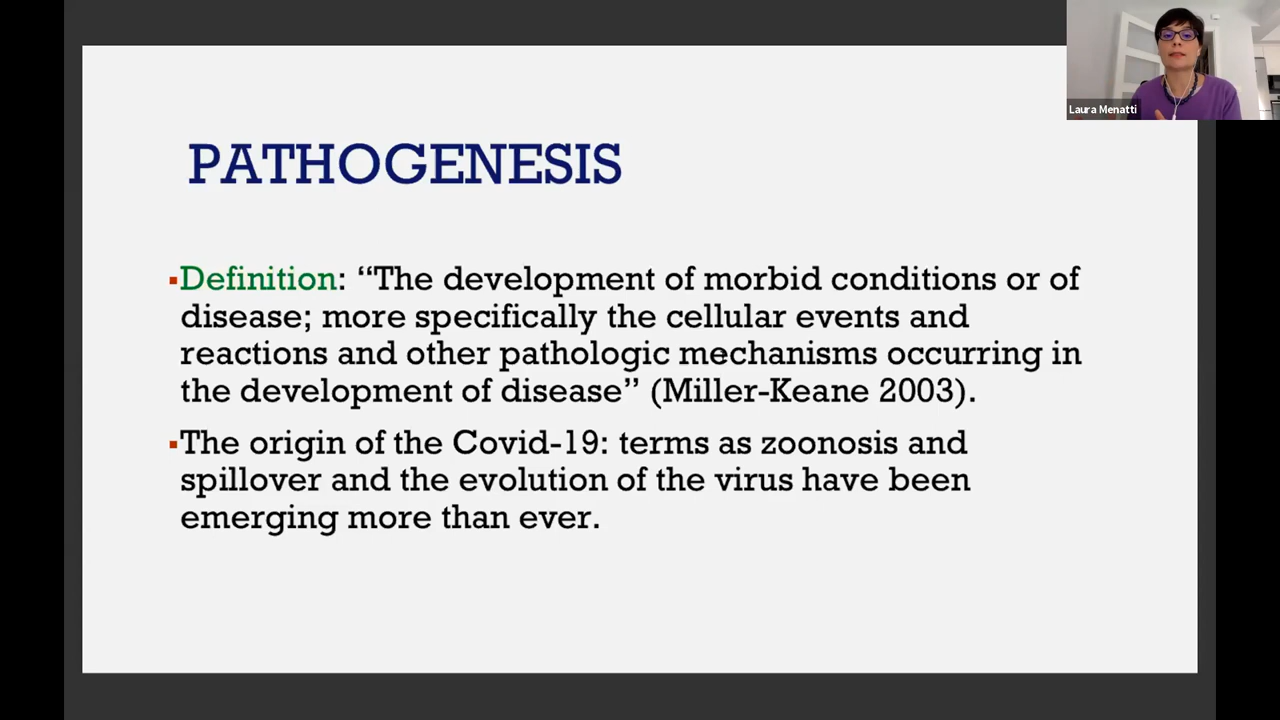 Laura Menatti
PATHOGENESIS
▪Definition: “The development of morbid conditions or of
disease; more specifically the cellular events and
reactions and other pathologic mechanisms occurring in
the development of disease” (Miller-Keane 2003).
▪The origin of the Covid-19: terms as zoonosis and
spillover and the evolution of the virus have been
emerging more than ever.